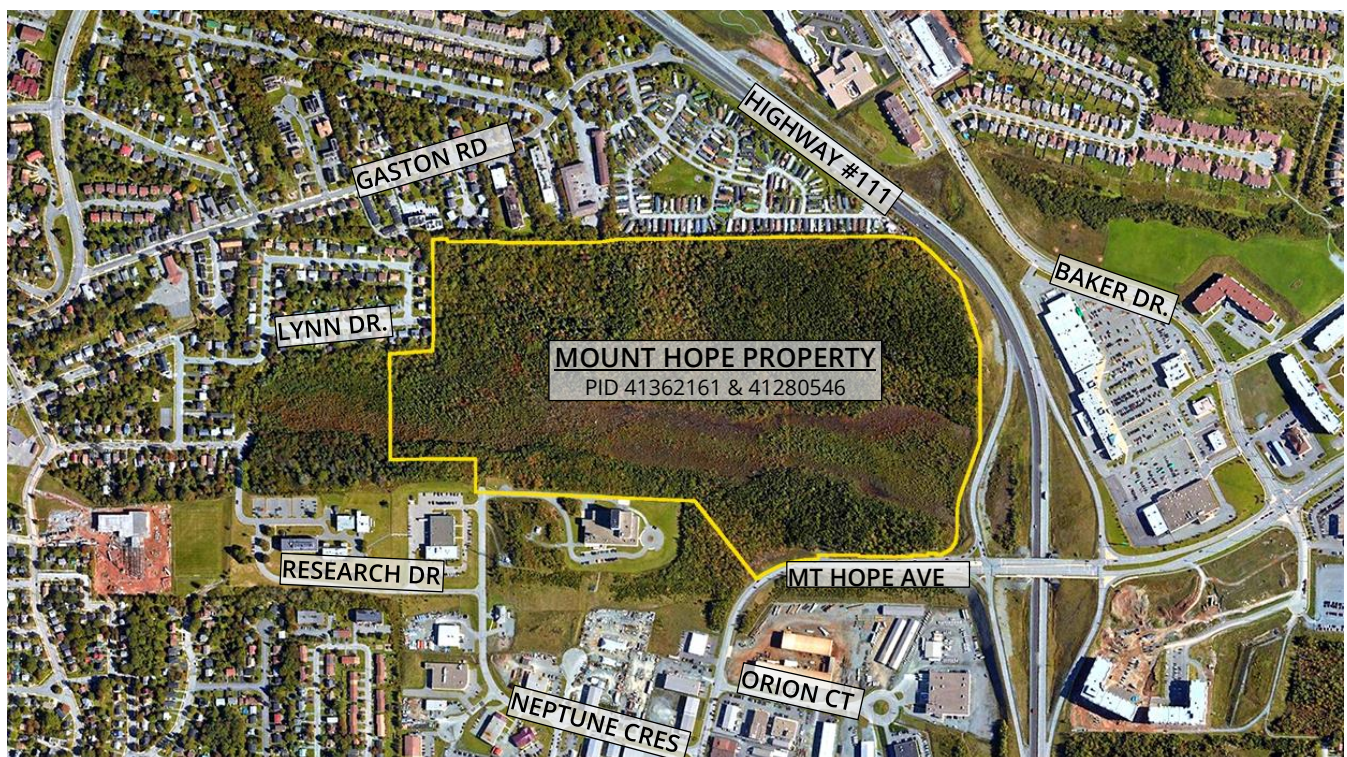 HIGHWAY #111
GASTON RD
BAKER DR.
LYNN DR.
MOUNT HOPE PROPERTY
PID 41362161 & 41280546
RESEARCH DR
MT HOPE AVE
ORION CT
NEPTUNE CRES